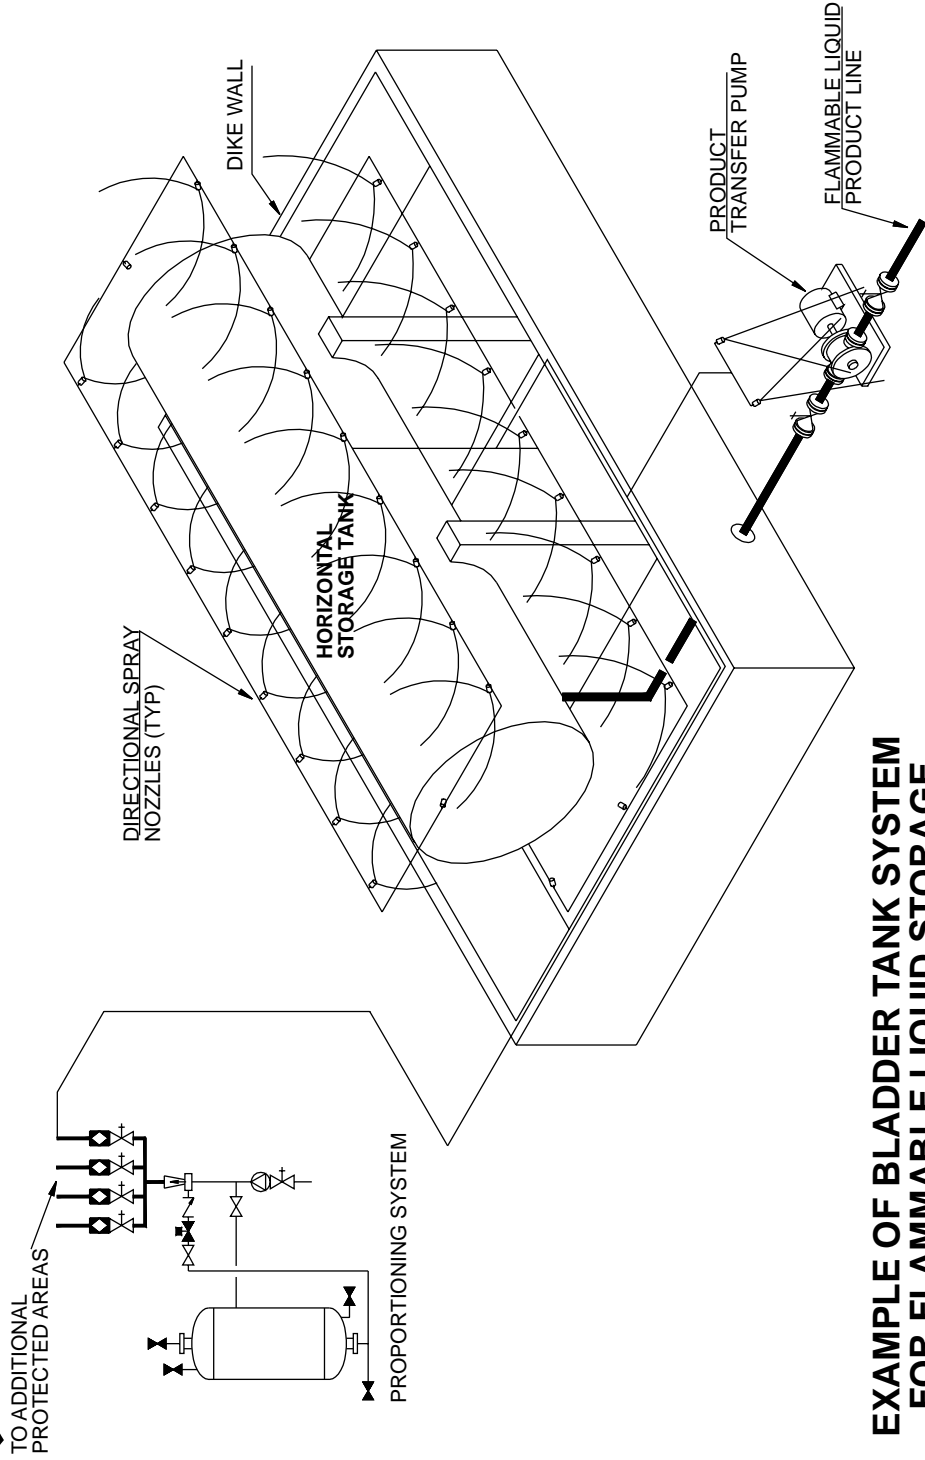 DIKE WALL
PRODUCT
TRANSFER PUMP
FLAMMABLE LIQUID
PRODUCT LINE
HORIZONTAL
STORAGE TANK
DIRECTIONAL SPRAY
NOZZLES (TYP)
TO ADDITIONAL
PROTECTED AREAS
PROPORTIONING SYSTEM
EXAMPLE OF BLADDER TANK SYSTEM
FOR FLAMMABLE LIQUID STORAGE